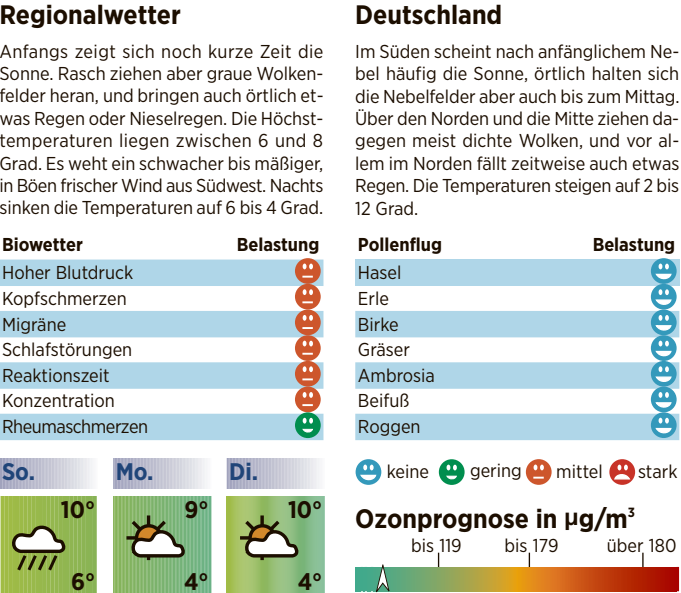 Regionalwetter
Anfangs zeigt sich noch kurze Zeit die
Sonne. Rasch ziehen aber graue Wolken-
felder heran, und bringen auch örtlich et-
was Regen oder Nieselregen. Die Höchst-
temperaturen liegen zwischen 6 und 8
Grad. Es weht ein schwacher bis mäßiger,
in Böen frischer Wind aus Südwest. Nachts
sinken die Temperaturen auf 6 bis 4 Grad.
Biowetter Belastung
Hoher Blutdruck
Kopfschmerzen
Migräne
Schlafstörungen
Reaktionszeit
Konzentration
Rheumaschmerzen
So. Mo. Di.
10° 9° 10°
6° 4° 4°
Deutschland
Im Süden scheint nach anfänglichem Ne-
bel häufig die Sonne, örtlich halten sich
die Nebelfelder aber auch bis zum Mittag.
Über den Norden und die Mitte ziehen da-
gegen meist dichte Wolken, und vor al-
lem im Norden fällt zeitweise auch etwas
Regen. Die Temperaturen steigen auf 2 bis
12 Grad.
Pollenflug Belastung
Hasel
Erle
Birke
Gräser
Ambrosia
Beifuß
Roggen
keine gering mittel stark
Ozonprognose in µg/m³
bis 119 bis 179 über 180